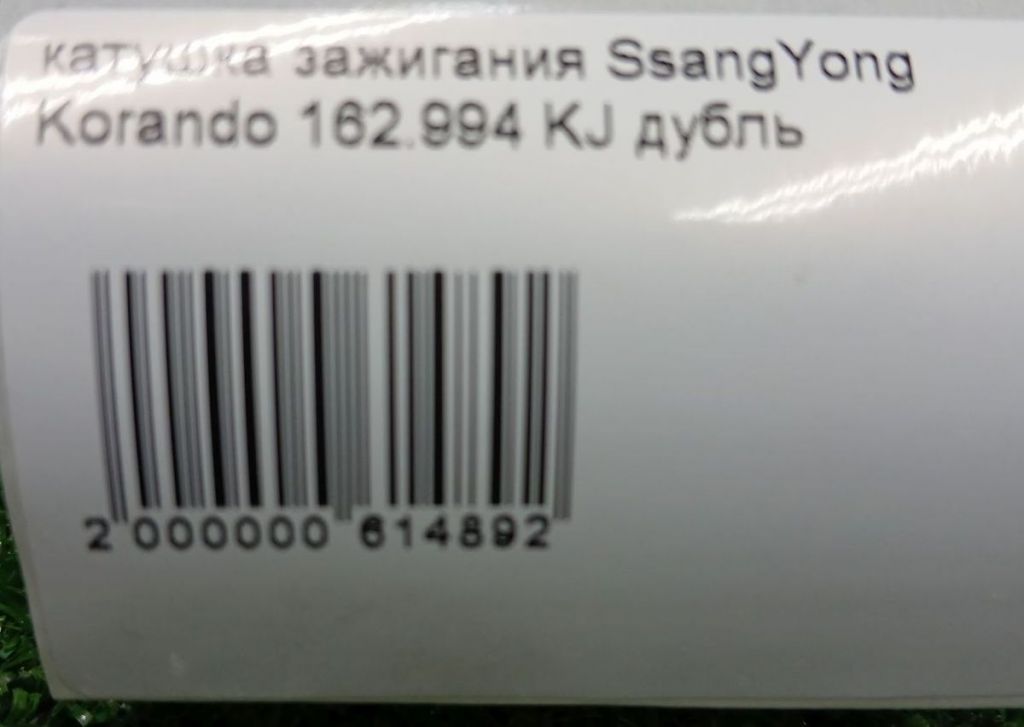 катушка зажигания SsangYong
Korando 162.994 KJ дубль
2 000000 614892